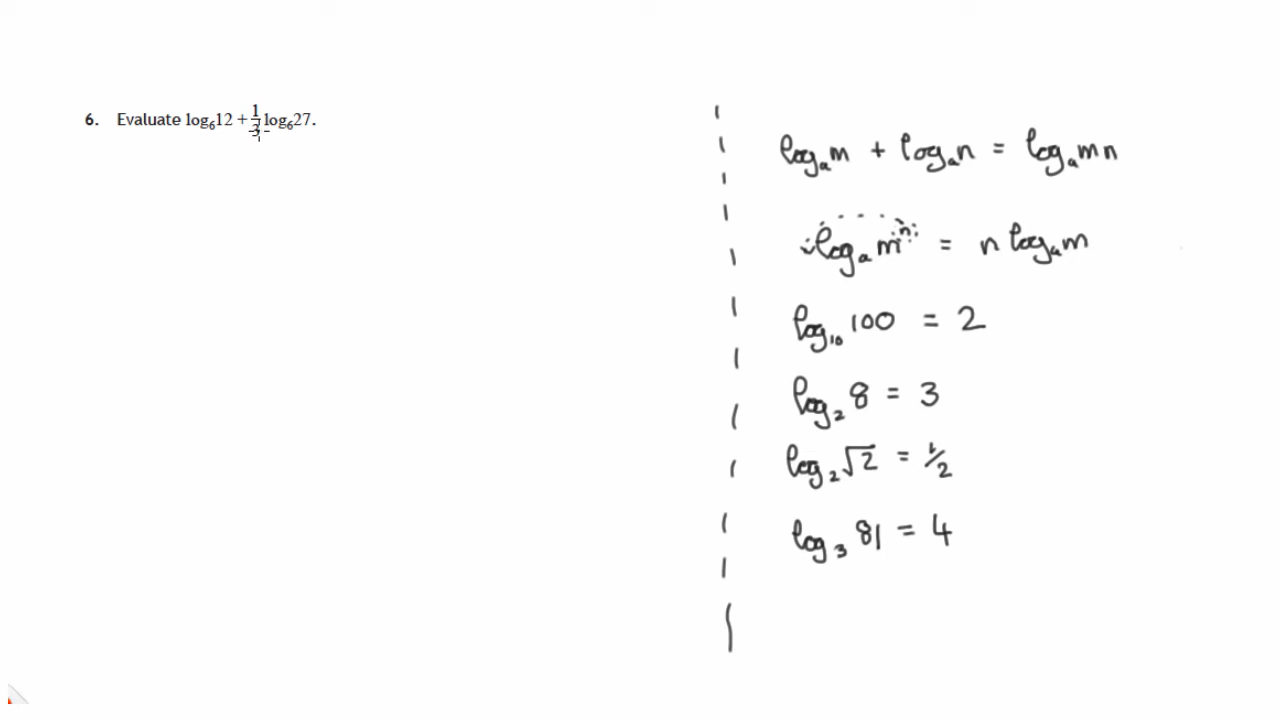 6. Evaluate log₆12 + 1/3 log₆27.
logₐm + logₐn = logₐmn
logₐmⁿ = n logₐm
log₁₀100 = 2
log₂8 = 3
log₂√2 = 1/2
log₃81 = 4